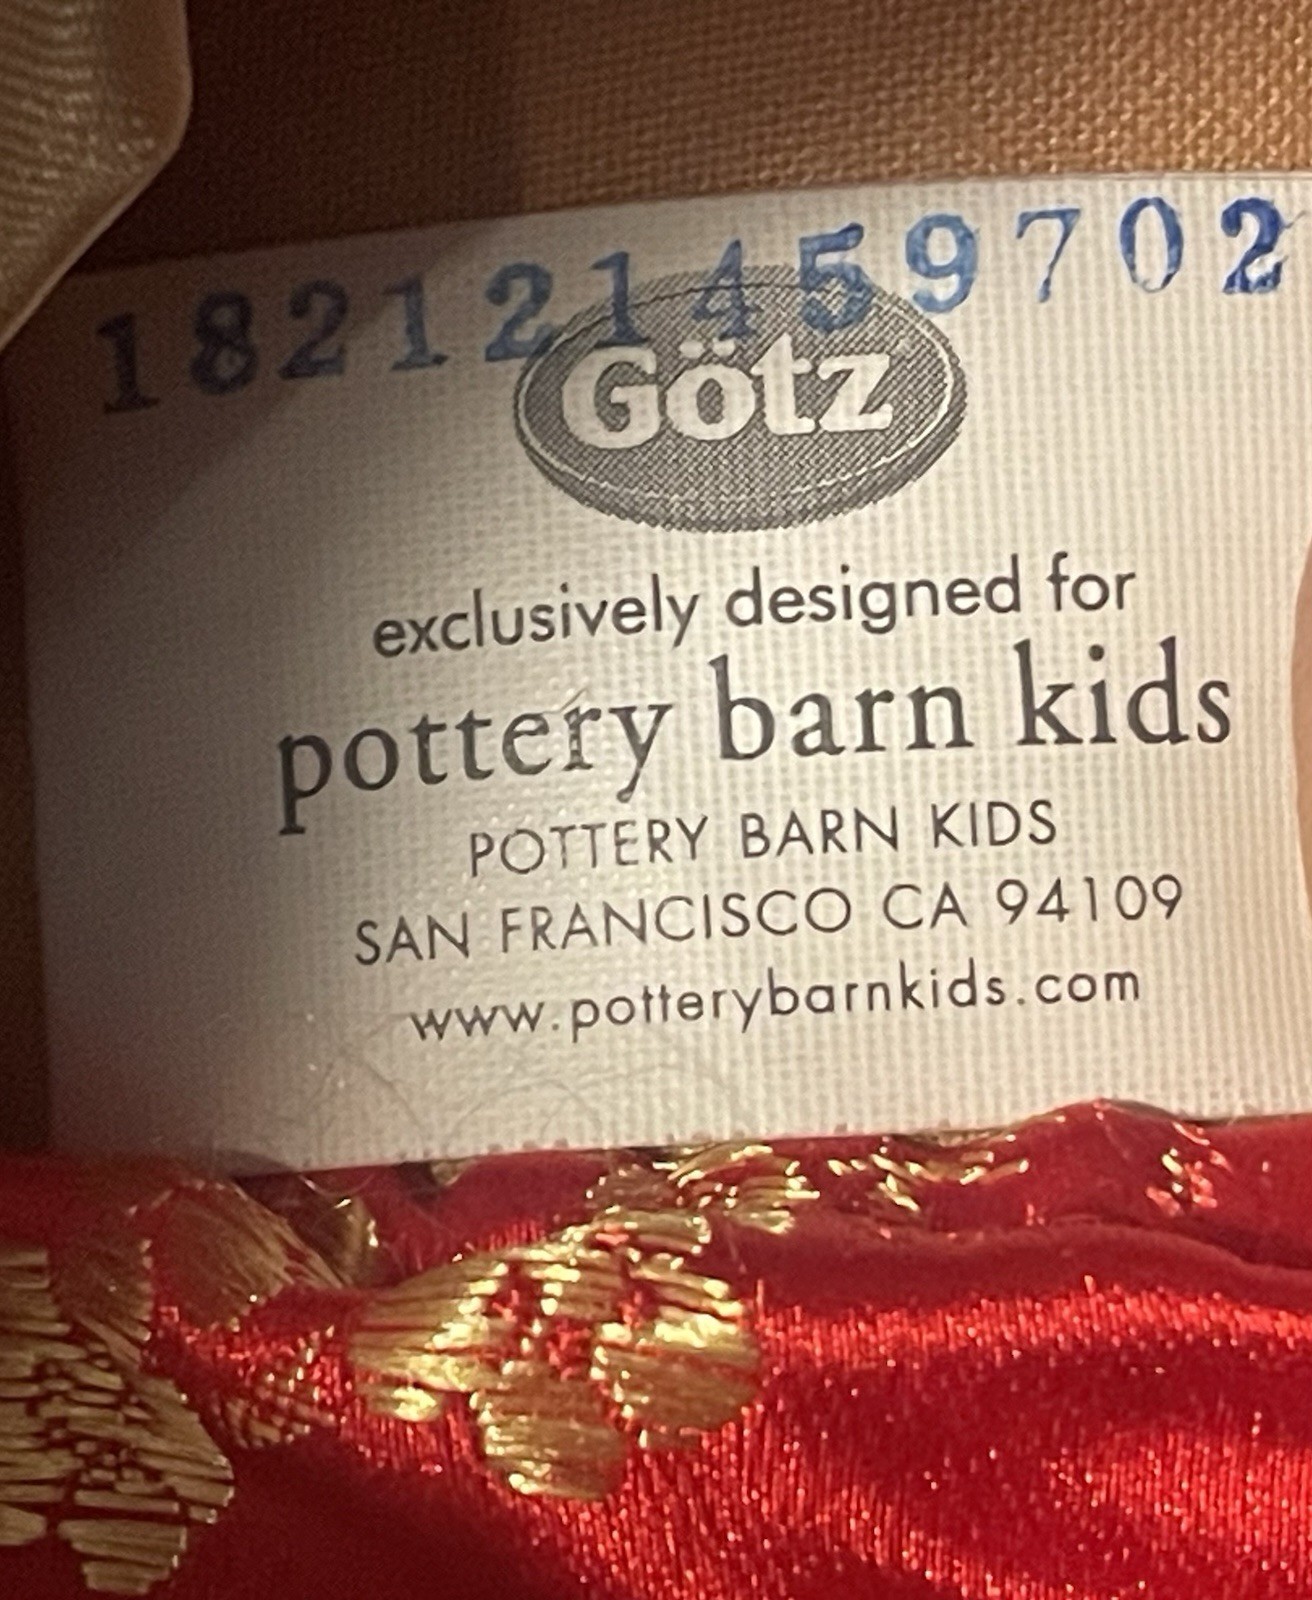 182121459702
Götz
exclusively designed for
pottery barn kids
POTTERY BARN KIDS
SAN FRANCISCO CA 94109
www.potterybarnkids.com